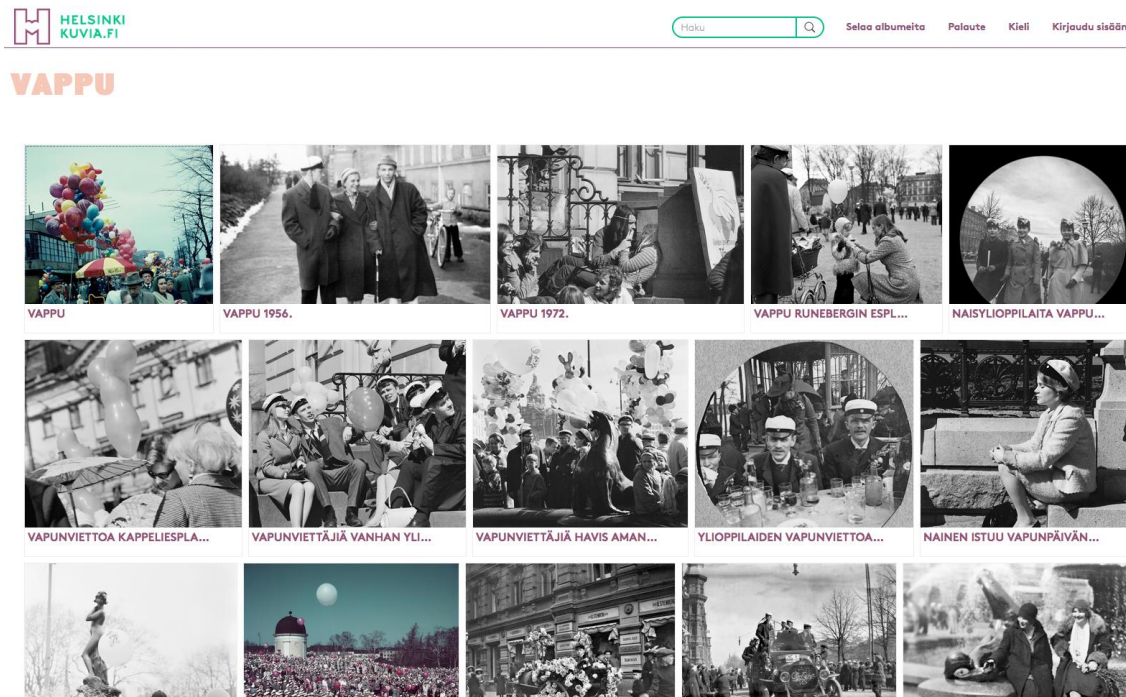 HELSINKI
KUVIA.FI
Haku
Selaa albumeita
Palaute
Kieli
Kirjaudu sisään
VAPPU
VAPPU
VAPPU 1956.
VAPPU 1972.
VAPPU RUNEBERGIN ESPL...
NAISYLIOPPILAITA VAPPU...
VAPUNVIETTOA KAPPELIESPLA...
VAPUNVIETTÄJIÄ VANHAN YLI...
VAPUNVIETTÄJIÄ HAVIS AMAN...
YLIOPPILAIDEN VAPUNVIETTOA...
NAINEN ISTUU VAPUNPÄIVÄN...